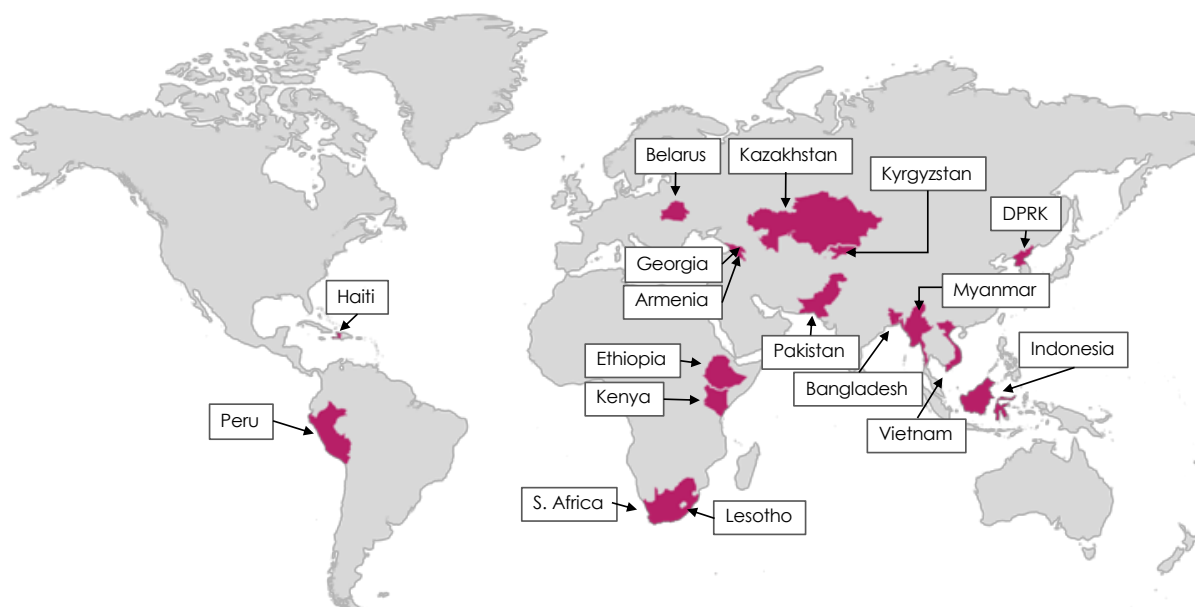 Belarus
Kazakhstan
Kyrgyzstan
DPRK
Georgia
Armenia
Haiti
Myanmar
Pakistan
Indonesia
Ethiopia
Bangladesh
Kenya
Peru
Vietnam
S. Africa
Lesotho